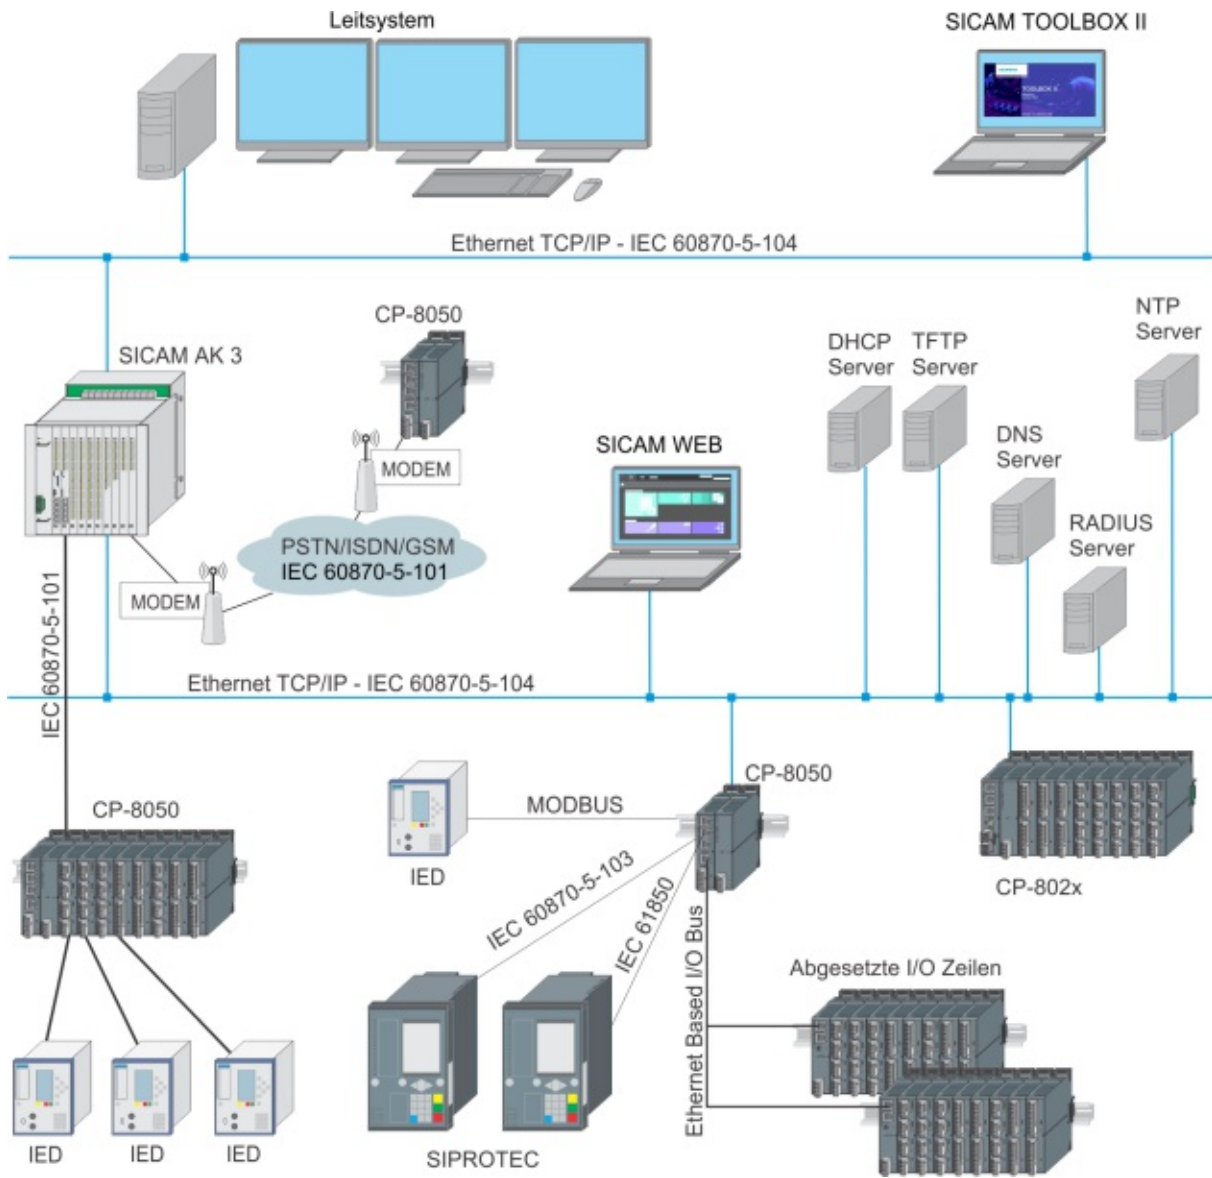 Leitsystem
SICAM TOOLBOX II
TOOLBOX II
Ethernet TCP/IP - IEC 60870-5-104
CP-8050
SICAM AK 3
MODEM
PSTN/ISDN/GSM
IEC 60870-5-101
MODEM
IEC 60870-5-101
SICAM WEB
DHCP
Server
TFTP
Server
NTP
Server
DNS
Server
RADIUS
Server
Ethernet TCP/IP - IEC 60870-5-104
CP-8050
IED
IED
IED
MODBUS
IED
CP-8050
IEC 60870-5-103
IEC 61850
SIPROTEC
Ethernet Based I/O Bus
CP-802x
Abgesetzte I/O Zeilen